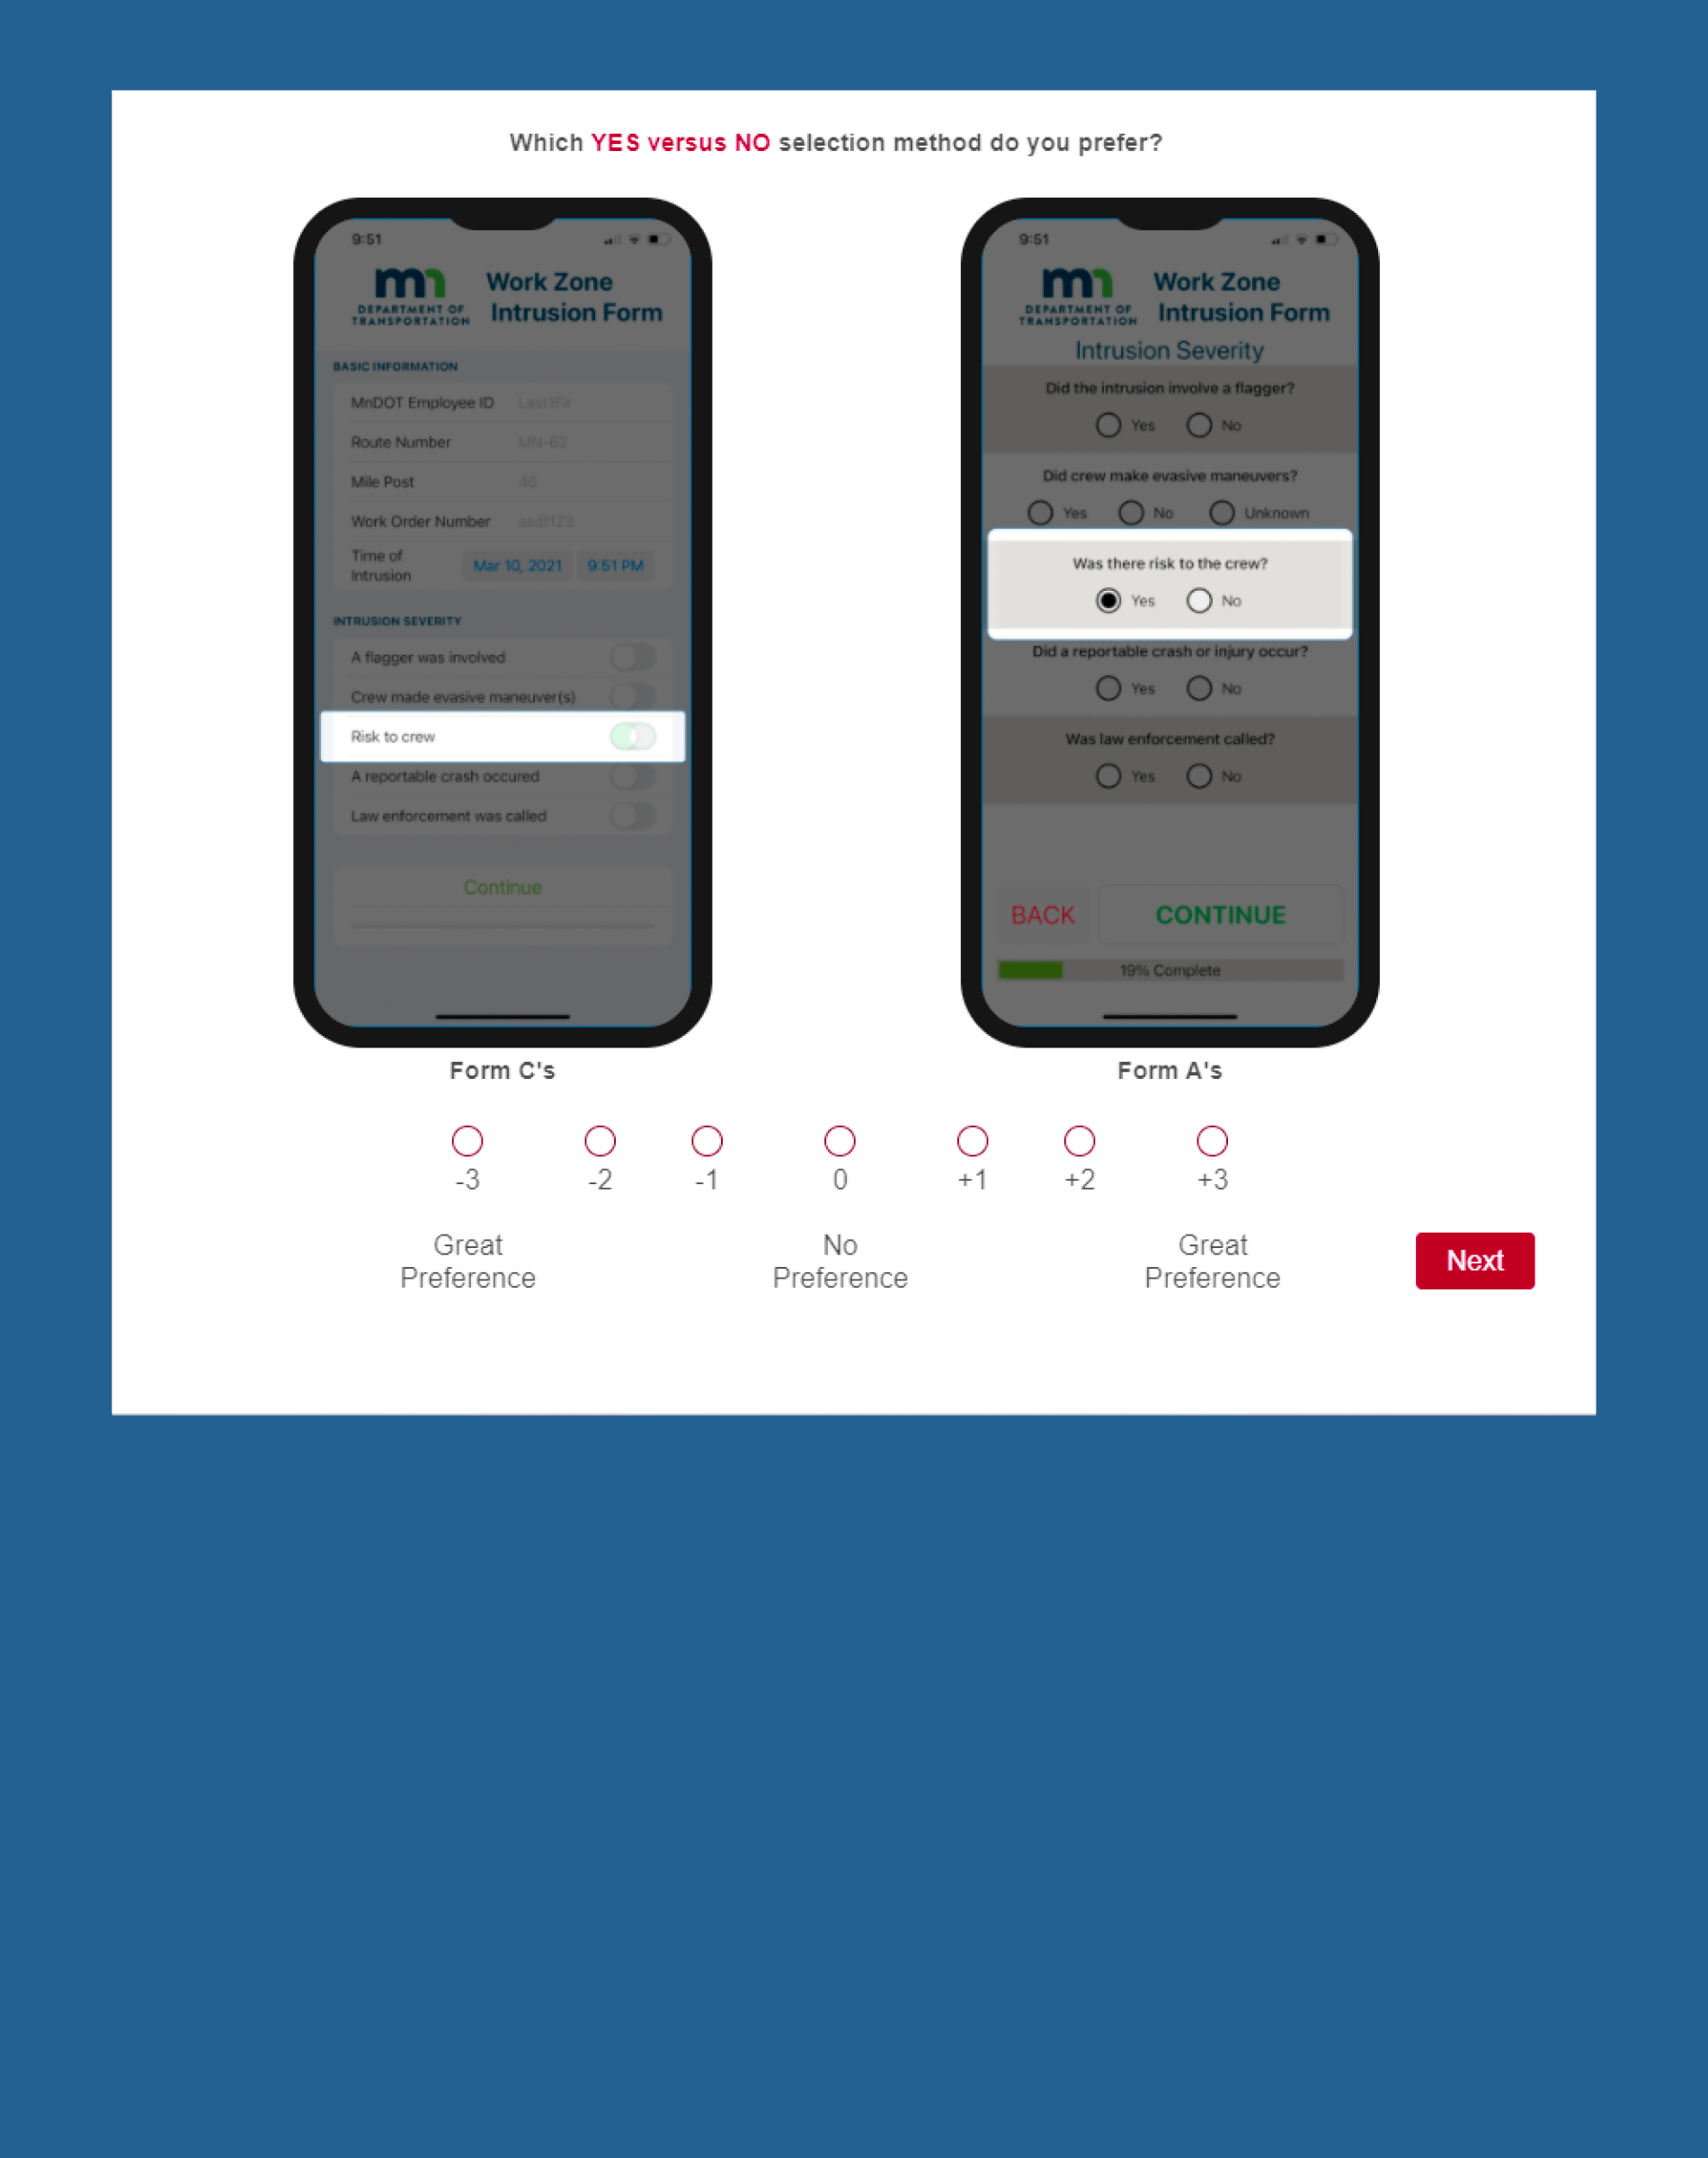 Which YES versus NO selection method do you prefer?
9:51
mn
DEPARTMENT OF
TRANSPORTATION
Work Zone
Intrusion Form
BASIC INFORMATION
MnDOT Employee ID Last1Fir
Route Number MN-62
Mile Post 46
Work Order Number asdf123
Time of
Intrusion
Mar 10, 2021 9:51 PM
INTRUSION SEVERITY
A flagger was involved
Crew made evasive maneuver(s)
Risk to crew
A reportable crash occured
Law enforcement was called
Continue
Form C's
9:51
mn
DEPARTMENT OF
TRANSPORTATION
Work Zone
Intrusion Form
Intrusion Severity
Did the intrusion involve a flagger?
Yes No
Did crew make evasive maneuvers?
Yes No Unknown
Was there risk to the crew?
Yes No
Did a reportable crash or injury occur?
Yes No
Was law enforcement called?
Yes No
BACK CONTINUE
19% Complete
Form A's
-3 -2 -1 0 +1 +2 +3
Great
Preference
No
Preference
Great
Preference
Next